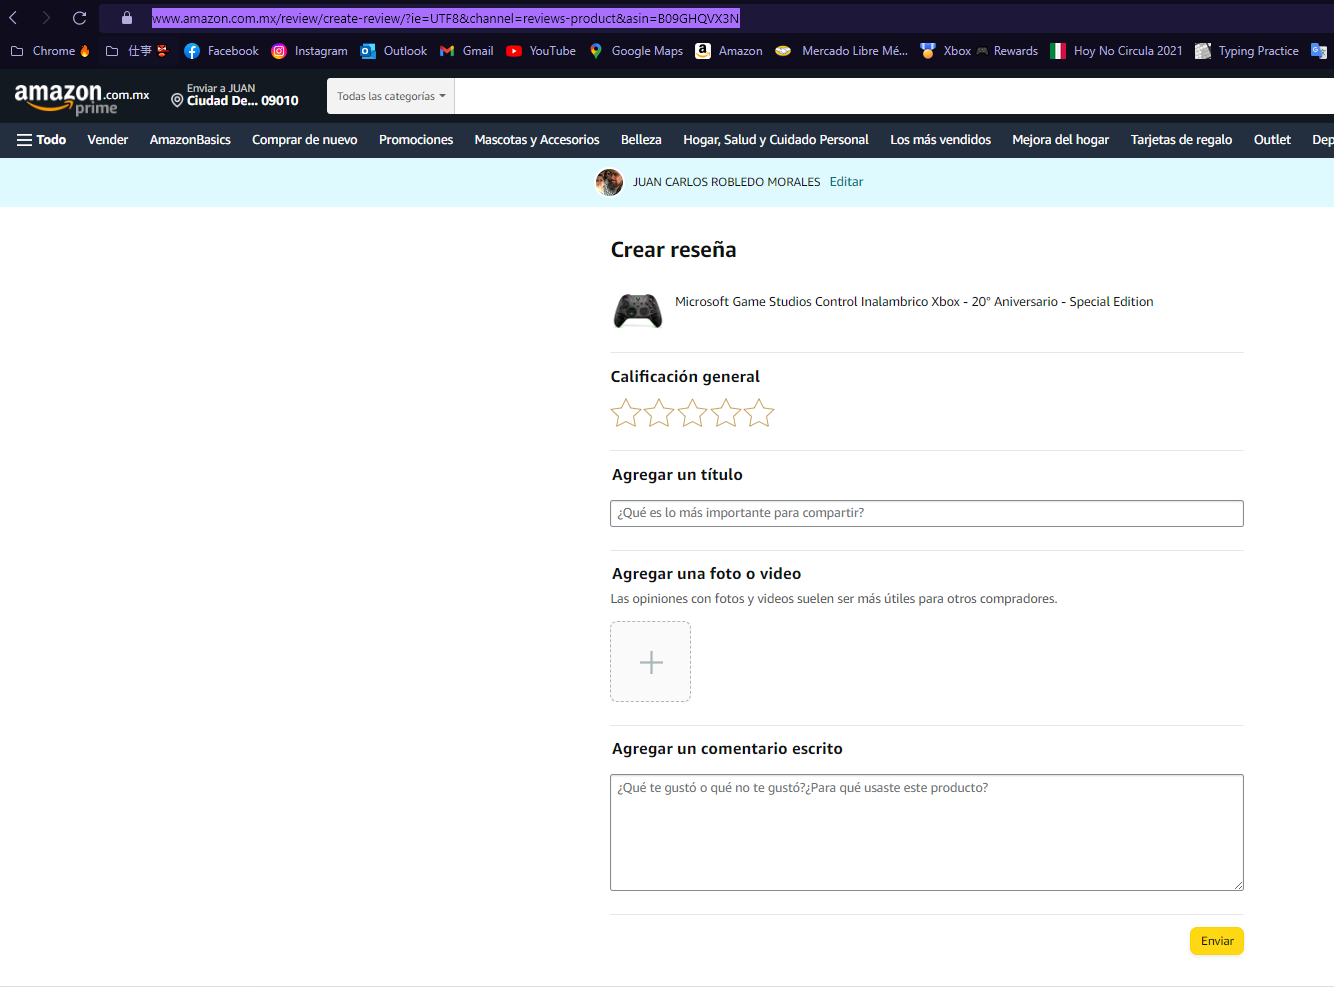 www.amazon.com.mx/review/create-review/?ie=UTF8&channel=reviews-product&asin=B09GHQVX3N
Chrome 仕事 Facebook Instagram Outlook Gmail YouTube Google Maps Amazon Mercado Libre Mé... Xbox Rewards Hoy No Circula 2021 Typing Practice
amazon.com.mx
prime
Enviar a JUAN
Ciudad De... 09010
Todas las categorías
Todo Vender AmazonBasics Comprar de nuevo Promociones Mascotas y Accesorios Belleza Hogar, Salud y Cuidado Personal Los más vendidos Mejora del hogar Tarjetas de regalo Outlet Dep
JUAN CARLOS ROBLEDO MORALES Editar
Crear reseña
Microsoft Game Studios Control Inalambrico Xbox - 20° Aniversario - Special Edition
Calificación general
Agregar un título
¿Qué es lo más importante para compartir?
Agregar una foto o video
Las opiniones con fotos y videos suelen ser más útiles para otros compradores.
Agregar un comentario escrito
¿Qué te gustó o qué no te gustó?¿Para qué usaste este producto?
Enviar